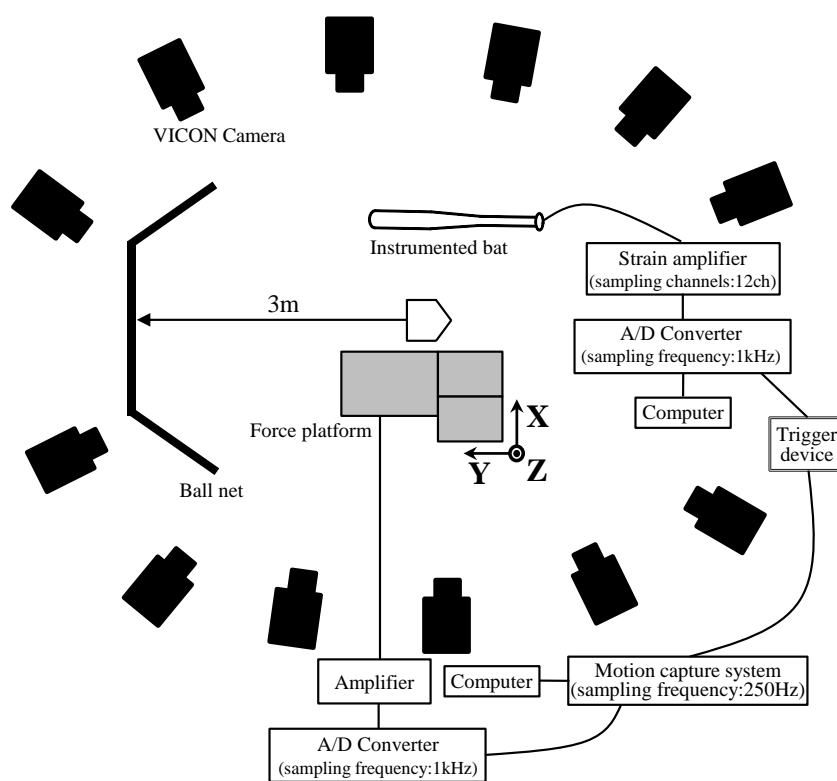 VICON Camera
Instrumented bat
Strain amplifier
(sampling channels:12ch)
3m
A/D Converter
(sampling frequency:1kHz)
Computer
Force platform
X
Trigger
device
Y
Z
Ball net
Amplifier
Computer
Motion capture system
(sampling frequency:250Hz)
A/D Converter
(sampling frequency:1kHz)